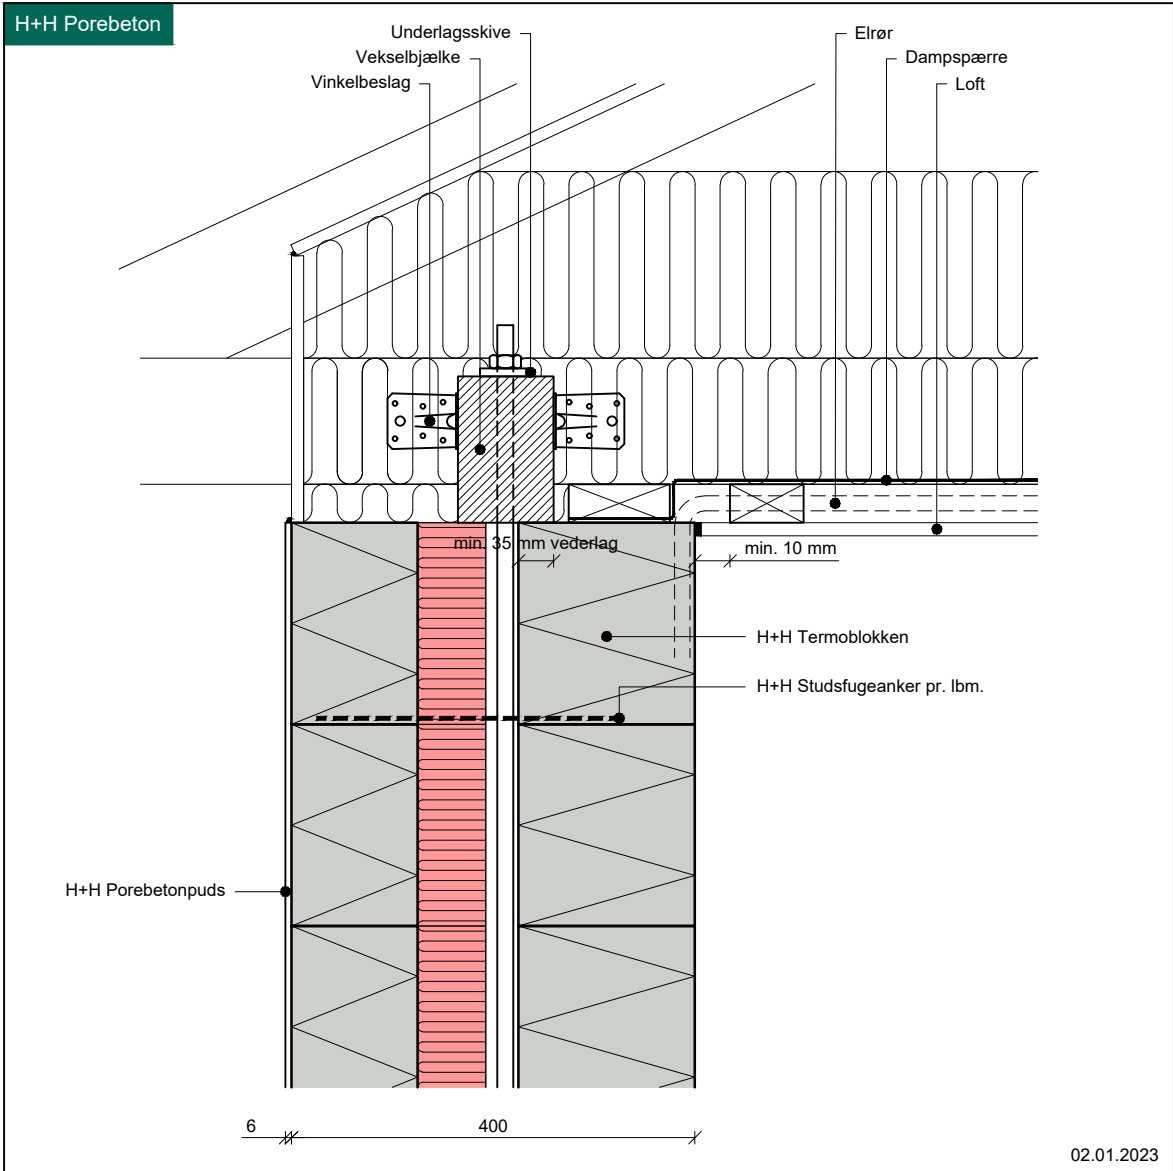 H+H Porebeton
Underlagsskive
Vekselbjælke
Vinkelbeslag
Elrør
Dampspærre
Loft
min. 35 mm vederlag
min. 10 mm
H+H Termoblokken
H+H Studsfugeanker pr. lbm.
H+H Porebetonpuds
6
400
02.01.2023